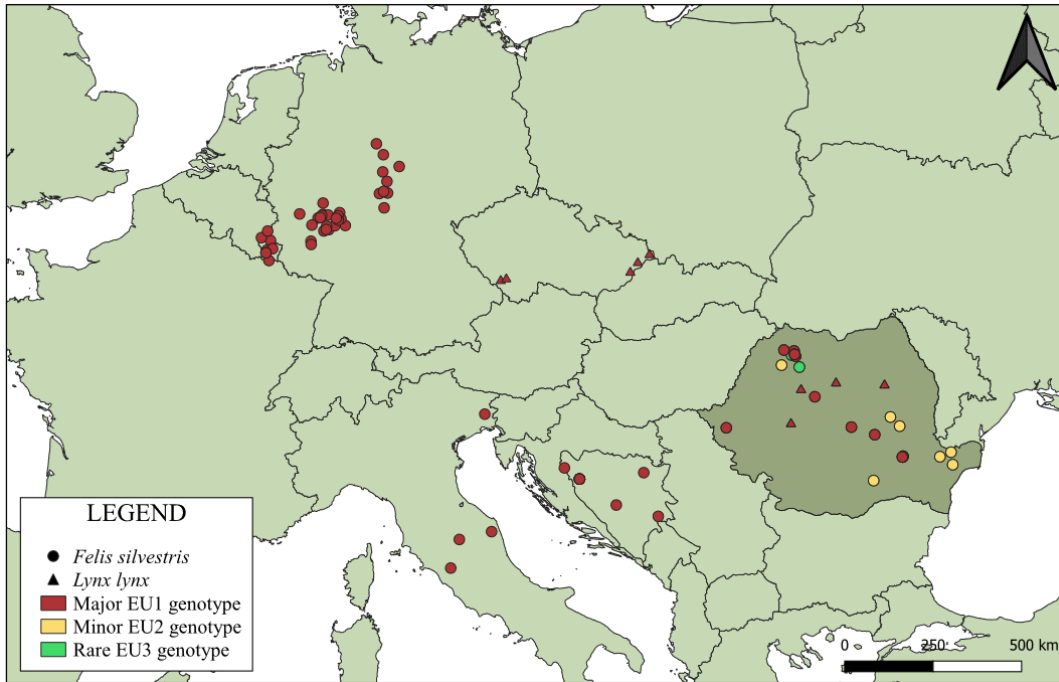 LEGEND
Felis silvestris
Lynx lynx
Major EU1 genotype
Minor EU2 genotype
Rare EU3 genotype
0 250 500 km